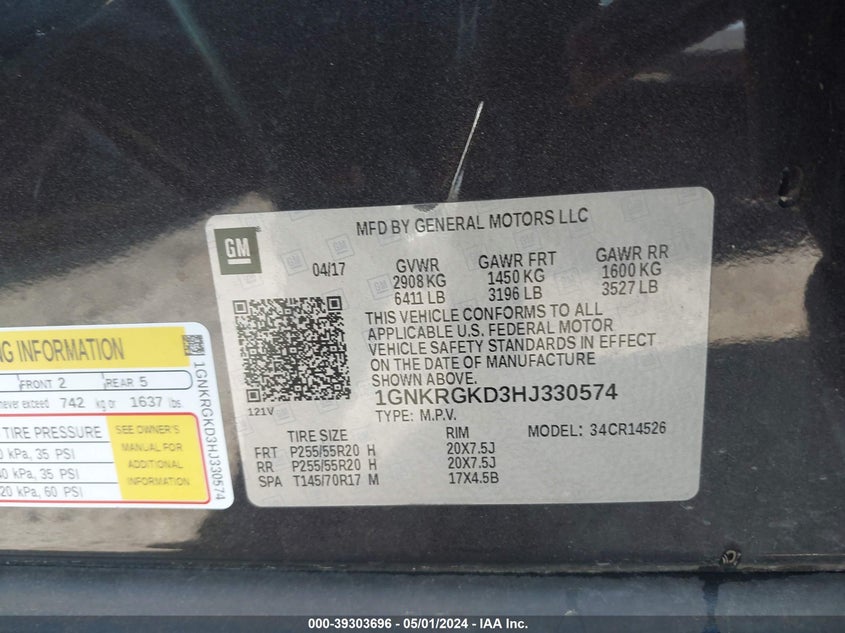 MFD BY GENERAL MOTORS LLC
GM
04/17
GVWR
2908 KG
6411 LB
GAWR FRT
1450 KG
3196 LB
GAWR RR
1600 KG
3527 LB
THIS VEHICLE CONFORMS TO ALL
APPLICABLE U.S. FEDERAL MOTOR
VEHICLE SAFETY STANDARDS IN EFFECT
ON THE DATE OF MANUFACTURE
SHOWN ABOVE.
1GNKRGKD3HJ330574
121V
TYPE: M.P.V.
TIRE SIZE
RIM
MODEL: 34CR14526
FRT P255/55R20 H 20X7.5J
RR P255/55R20 H 20X7.5J
SPA T145/70R17 M 17X4.5B
INFORMATION
FRONT 2 REAR 5
exceed 742 kg or 1637 lbs.
TIRE PRESSURE
kPa, 35 PSI
kPa, 35 PSI
kPa, 60 PSI
SEE OWNER'S
MANUAL FOR
ADDITIONAL
INFORMATION
1GNKRGKD3HJ330574
000-39303696 - 05/01/2024 - IAA Inc.